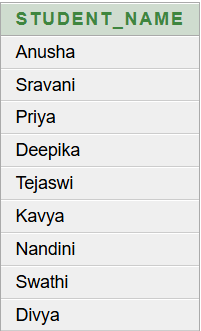 STUDENT_NAME
Anusha
Sravani
Priya
Deepika
Tejaswi
Kavya
Nandini
Swathi
Divya